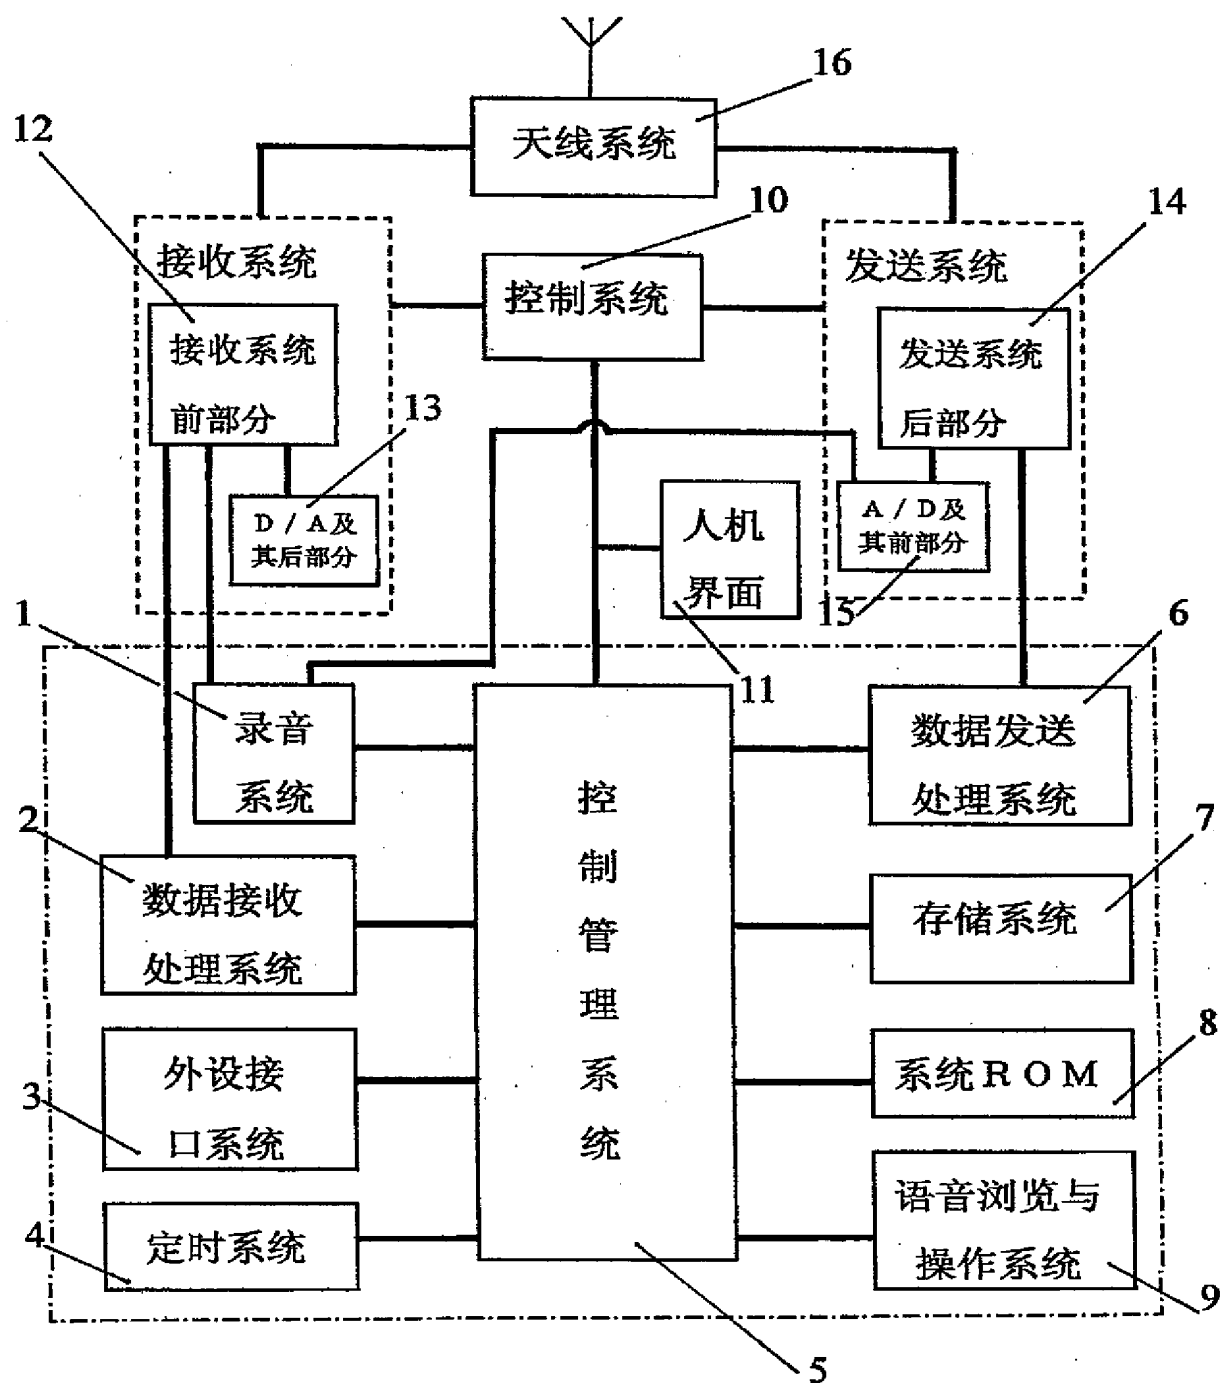 16
天线系统
12
10
14
接收系统
控制系统
发送系统
接收系统
前部分
发送系统
后部分
13
D / A及
其后部分
人机
界面
A / D及
其前部分
15
1
11
6
录音
系统
数据发送
处理系统
控
制
管
理
系
统
2
7
数据接收
处理系统
存储系统
8
外设接
口系统
系统ROM
3
语音浏览与
操作系统
4
定时系统
9
5